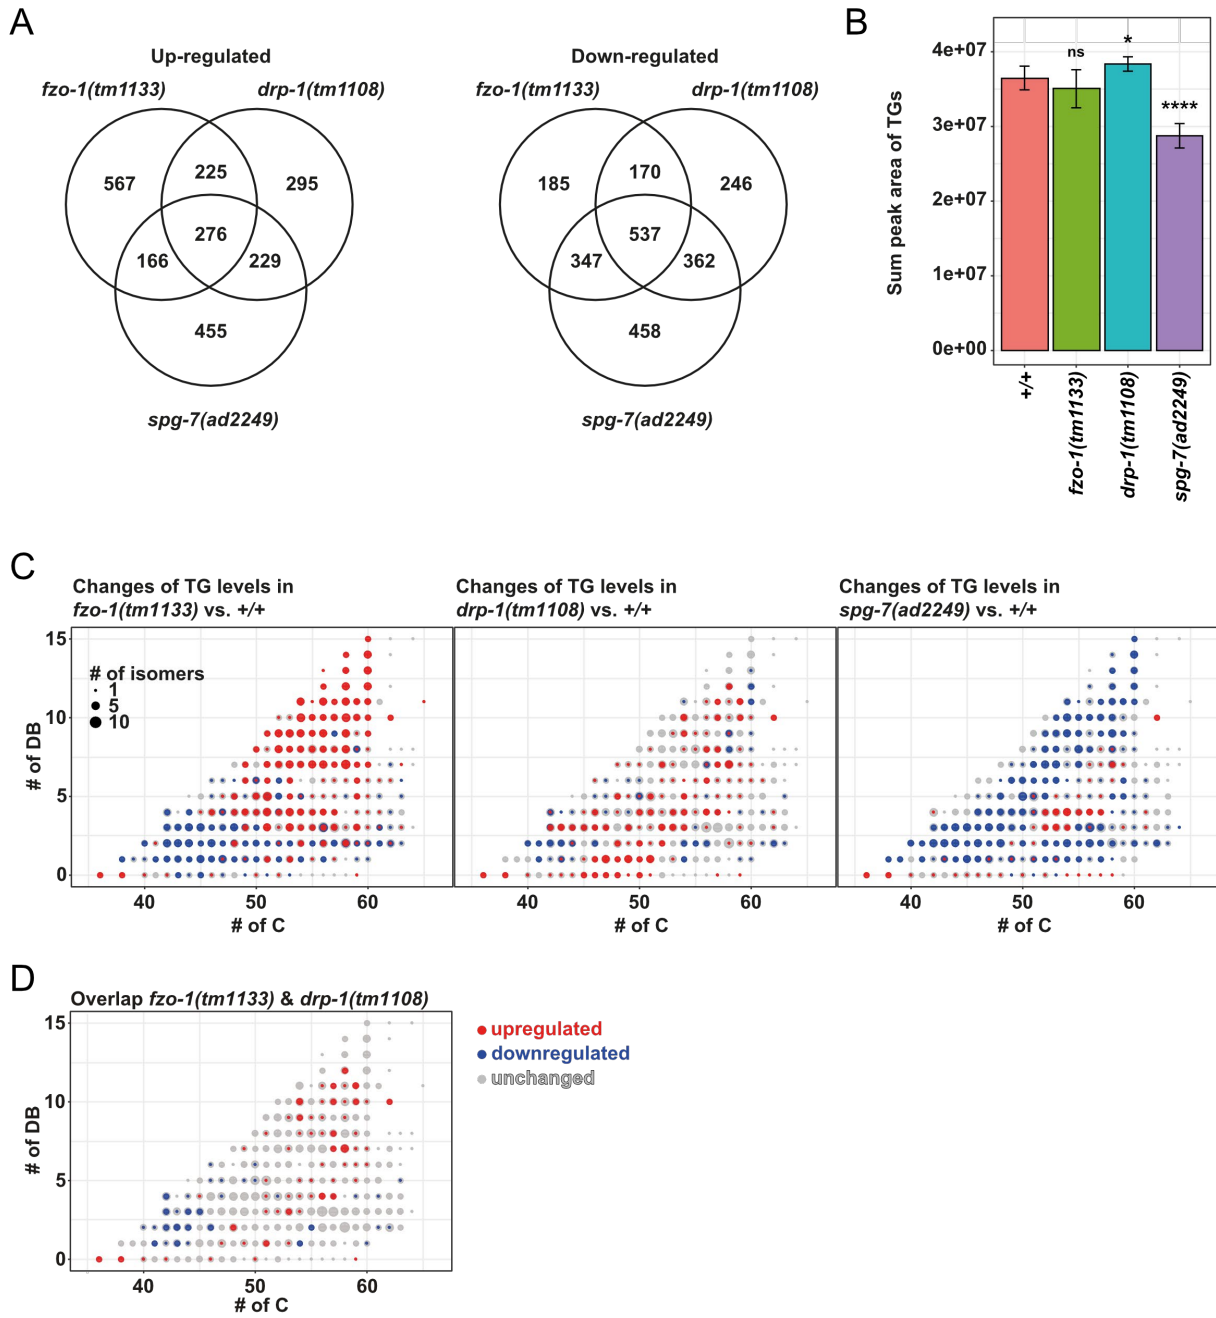 A
Up-regulated
fzo-1(tm1133)
drp-1(tm1108)
567
225
295
276
166
229
455
spg-7(ad2249)
Down-regulated
fzo-1(tm1133)
drp-1(tm1108)
185
170
246
537
347
362
458
spg-7(ad2249)
B
Sum peak area of TGs
4e+07
3e+07
2e+07
1e+07
0e+00
ns
*
****
+/+
fzo-1(tm1133)
drp-1(tm1108)
spg-7(ad2249)
C
Changes of TG levels in
fzo-1(tm1133) vs. +/+
Changes of TG levels in
drp-1(tm1108) vs. +/+
Changes of TG levels in
spg-7(ad2249) vs. +/+
# of DB
15
10
5
0
# of isomers
1
5
10
40
50
60
# of C
40
50
60
# of C
40
50
60
# of C
D
Overlap fzo-1(tm1133) & drp-1(tm1108)
# of DB
15
10
5
0
40
50
60
# of C
upregulated
downregulated
unchanged